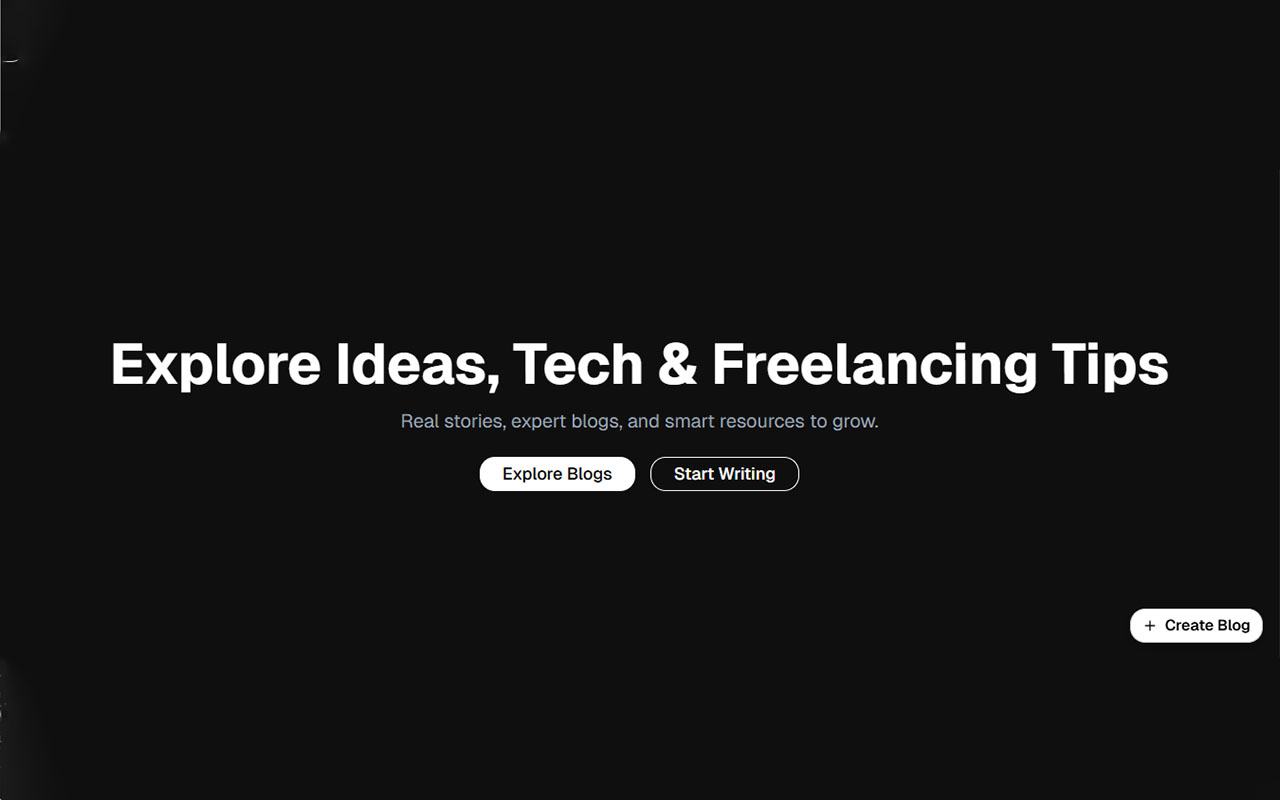 Explore Ideas, Tech & Freelancing Tips
Real stories, expert blogs, and smart resources to grow.
Explore Blogs
Start Writing
+ Create Blog